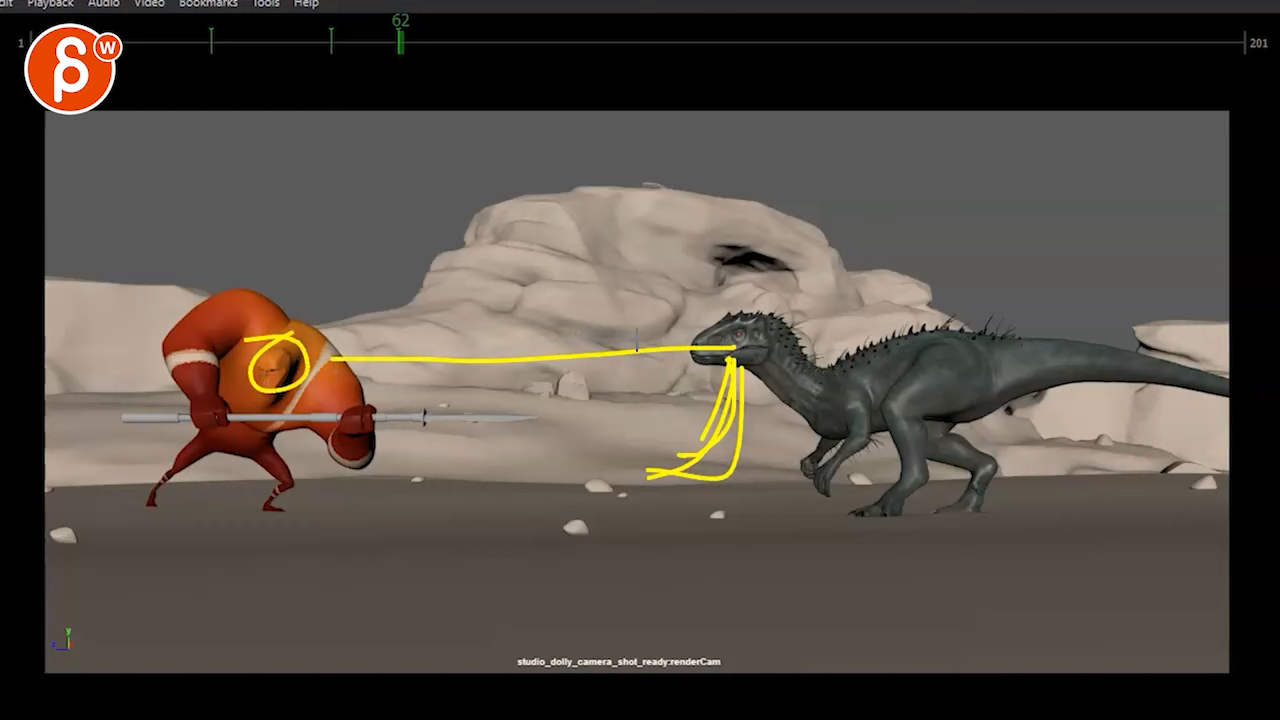 dit Playback Audio Video Bookmarks Tools Help
62
1
201
W
studio_dolly_camera_shot_ready:renderCam
y
z